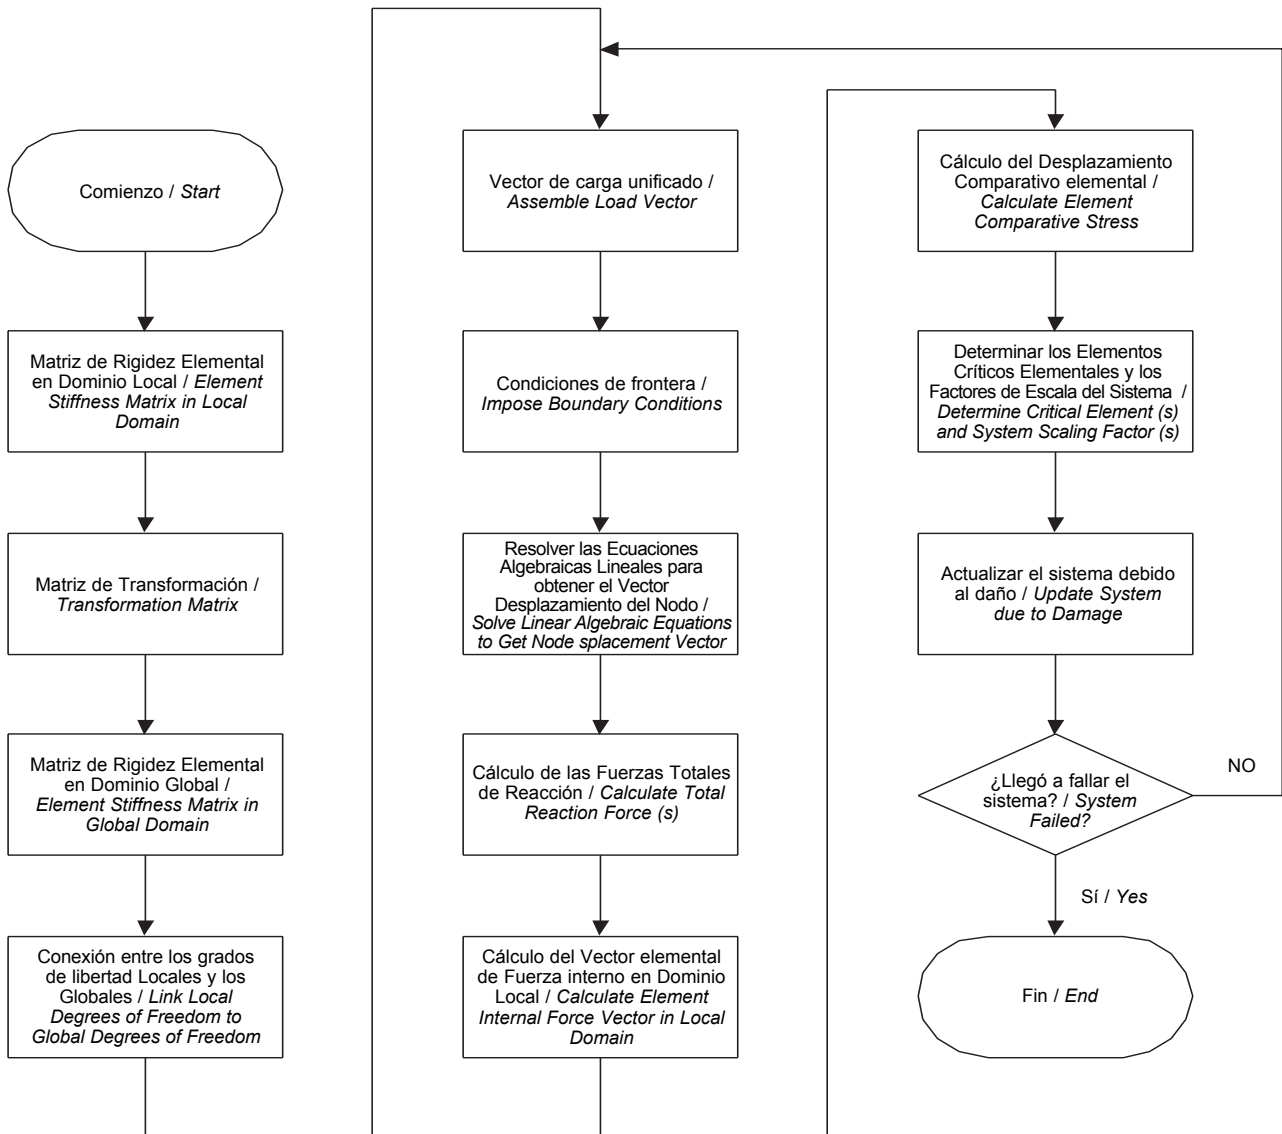 Comienzo / Start
Matriz de Rigidez Elemental
en Dominio Local / Element
Stiffness Matrix in Local
Domain
Matriz de Transformación /
Transformation Matrix
Matriz de Rigidez Elemental
en Dominio Global /
Element Stiffness Matrix in
Global Domain
Conexión entre los grados
de libertad Locales y los
Globales / Link Local
Degrees of Freedom to
Global Degrees of Freedom
Vector de carga unificado /
Assemble Load Vector
Condiciones de frontera /
Impose Boundary Conditions
Resolver las Ecuaciones
Algebraicas Lineales para
obtener el Vector
Desplazamiento del Nodo /
Solve Linear Algebraic Equations
to Get Node splacement Vector
Cálculo de las Fuerzas Totales
de Reacción / Calculate Total
Reaction Force (s)
Cálculo del Vector elemental
de Fuerza interno en Dominio
Local / Calculate Element
Internal Force Vector in Local
Domain
Cálculo del Desplazamiento
Comparativo elemental /
Calculate Element
Comparative Stress
Determinar los Elementos
Críticos Elementales y los
Factores de Escala del Sistema /
Determine Critical Element (s)
and System Scaling Factor (s)
Actualizar el sistema debido
al daño / Update System
due to Damage
¿Llegó a fallar el
sistema? / System
Failed?
NO
Sí / Yes
Fin / End